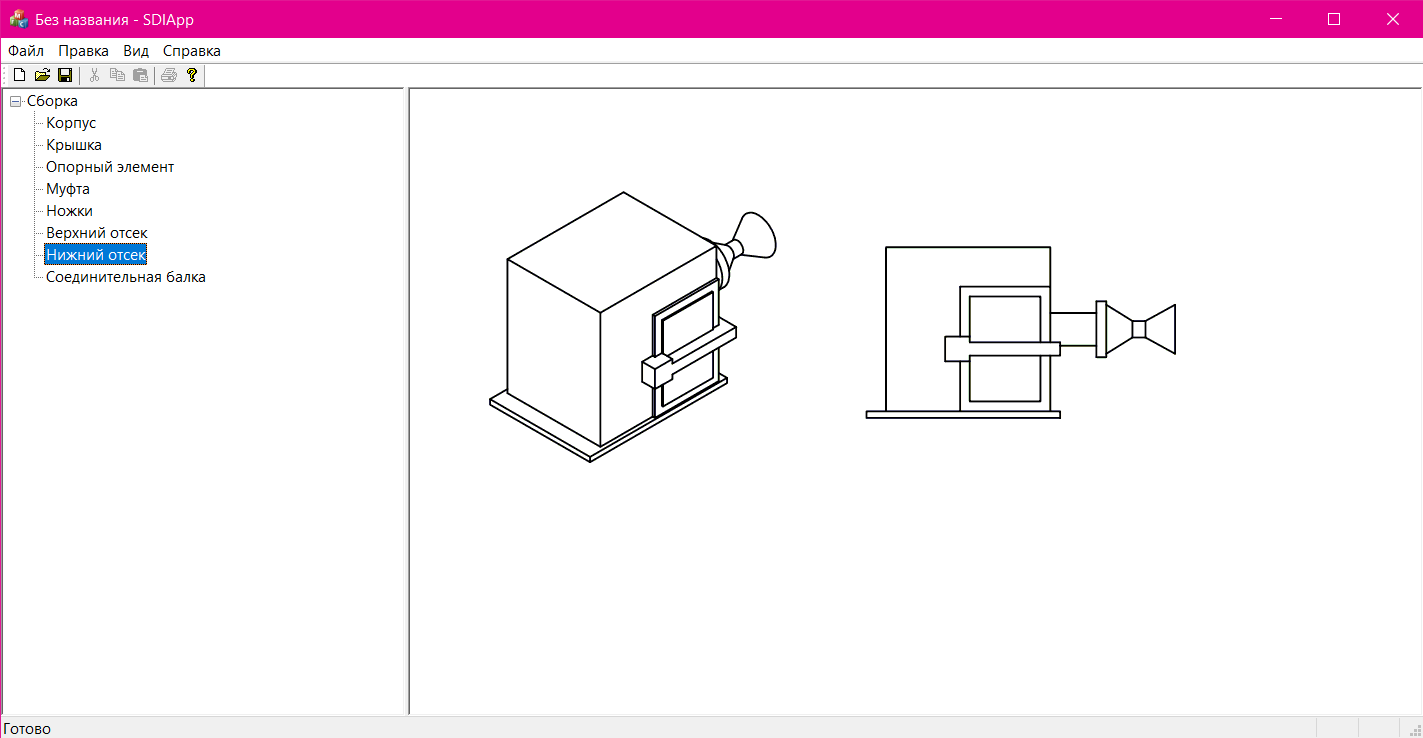 Без названия - SDIApp
Файл Правка Вид Справка
Сборка
Корпус
Крышка
Опорный элемент
Муфта
Ножки
Верхний отсек
Нижний отсек
Соединительная балка
Готово